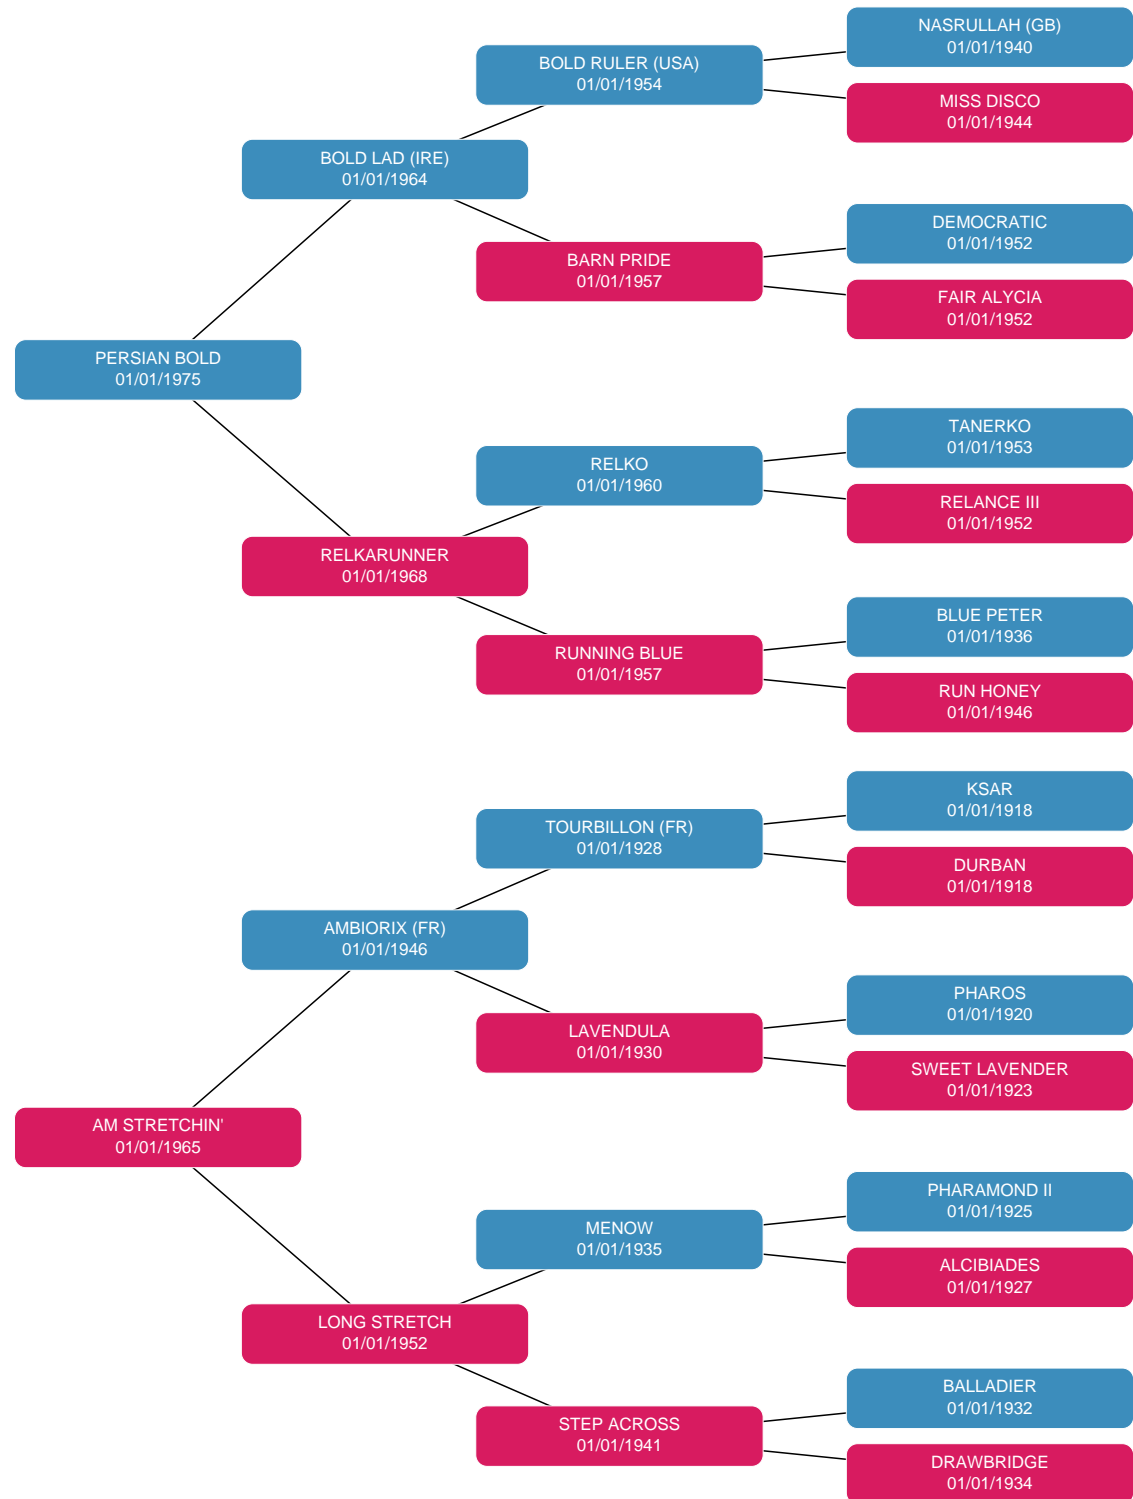 NASRULLAH (GB)
01/01/1940
BOLD RULER (USA)
01/01/1954
MISS DISCO
01/01/1944
BOLD LAD (IRE)
01/01/1964
DEMOCRATIC
01/01/1952
BARN PRIDE
01/01/1957
FAIR ALYCIA
01/01/1952
PERSIAN BOLD
01/01/1975
TANERKO
01/01/1953
RELKO
01/01/1960
RELANCE III
01/01/1952
RELKARUNNER
01/01/1968
BLUE PETER
01/01/1936
RUNNING BLUE
01/01/1957
RUN HONEY
01/01/1946
KSAR
01/01/1918
TOURBILLON (FR)
01/01/1928
DURBAN
01/01/1918
AMBIORIX (FR)
01/01/1946
PHAROS
01/01/1920
LAVENDULA
01/01/1930
SWEET LAVENDER
01/01/1923
AM STRETCHIN'
01/01/1965
PHARAMOND II
01/01/1925
MENOW
01/01/1935
ALCIBIADES
01/01/1927
LONG STRETCH
01/01/1952
BALLADIER
01/01/1932
STEP ACROSS
01/01/1941
DRAWBRIDGE
01/01/1934